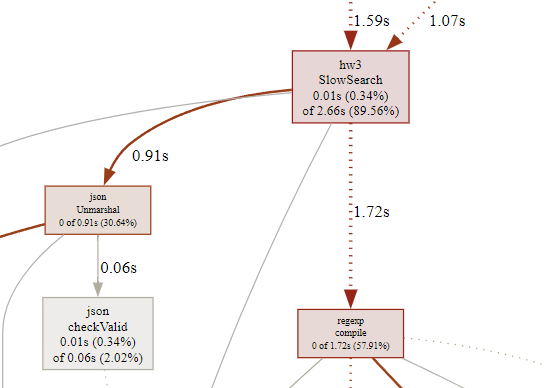 1.59s
1.07s
hw3
SlowSearch
0.01s (0.34%)
of 2.66s (89.56%)
0.91s
json
Unmarshal
0 of 0.91s (30.64%)
1.72s
0.06s
json
checkValid
0.01s (0.34%)
of 0.06s (2.02%)
regexp
compile
0 of 1.72s (57.91%)